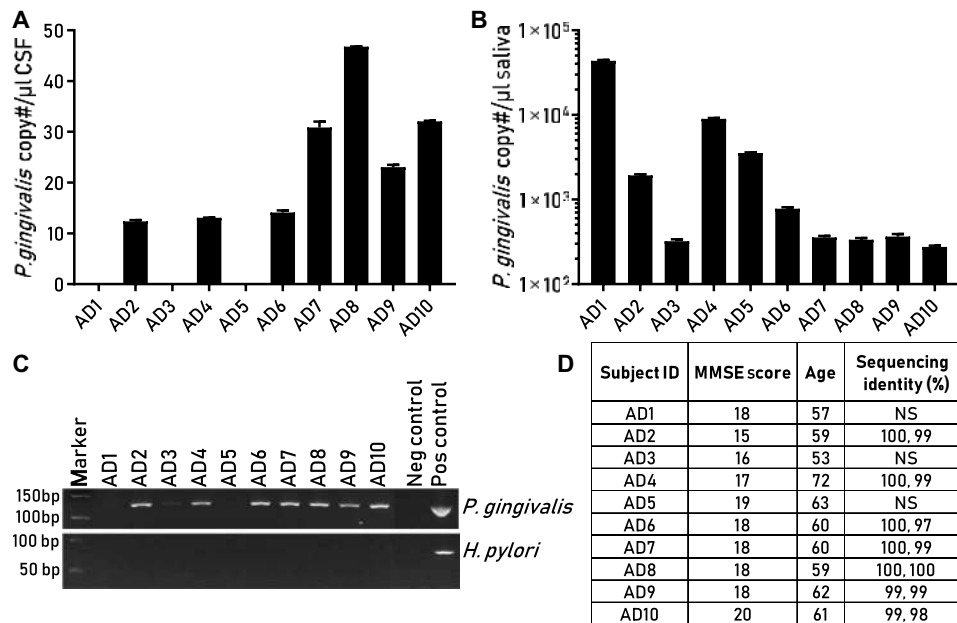 A
P.gingivalis copy#/µl CSF
50
40
30
20
10
0
AD1 AD2 AD3 AD4 AD5 AD6 AD7 AD8 AD9 AD10
B
P. gingivalis copy#/µl saliva
1×10⁵
1×10⁴
1×10³
1×10²
AD1 AD2 AD3 AD4 AD5 AD6 AD7 AD8 AD9 AD10
C
Marker AD1 AD2 AD3 AD4 AD5 AD6 AD7 AD8 AD9 AD10 Neg control Pos control
150bp
100bp
P. gingivalis
100 bp
50 bp
H. pylori
D
Subject ID MMSE score Age Sequencing
identity (%)
AD1 18 57 NS
AD2 15 59 100, 99
AD3 16 53 NS
AD4 17 72 100, 99
AD5 19 63 NS
AD6 18 60 100, 97
AD7 18 60 100, 99
AD8 18 59 100, 100
AD9 18 62 99, 99
AD10 20 61 99, 98